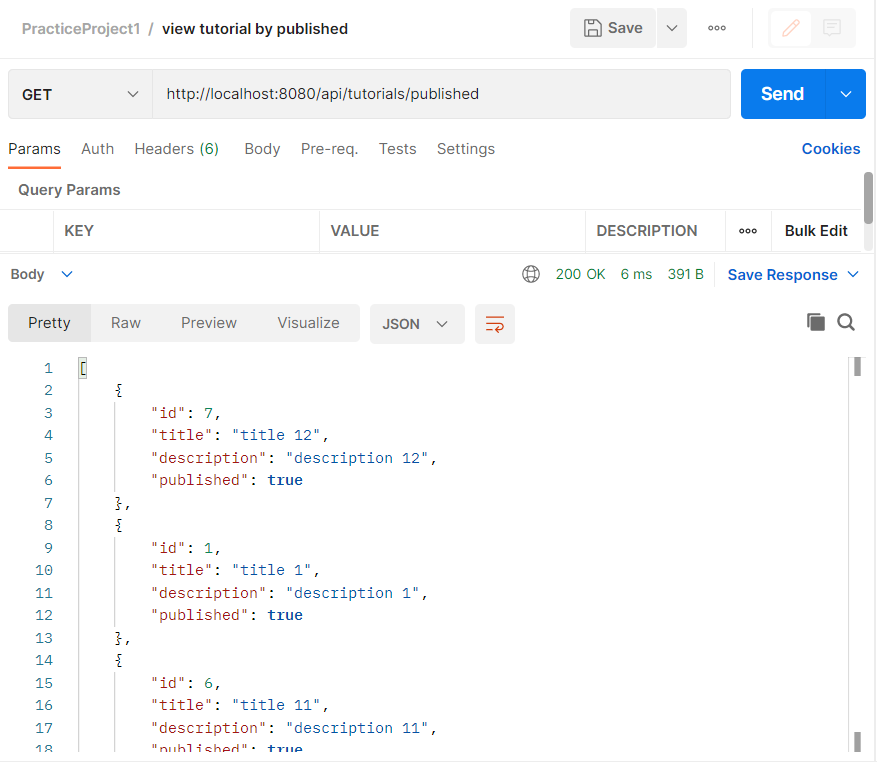 PracticeProject1 / view tutorial by published Save
GET http://localhost:8080/api/tutorials/published Send
Params Auth Headers (6) Body Pre-req. Tests Settings Cookies
Query Params
KEY VALUE DESCRIPTION Bulk Edit
Body 200 OK 6 ms 391 B Save Response
Pretty Raw Preview Visualize JSON
1 [
2 {
3 "id": 7,
4 "title": "title 12",
5 "description": "description 12",
6 "published": true
7 },
8 {
9 "id": 1,
10 "title": "title 1",
11 "description": "description 1",
12 "published": true
13 },
14 {
15 "id": 6,
16 "title": "title 11",
17 "description": "description 11",
18 "published": true